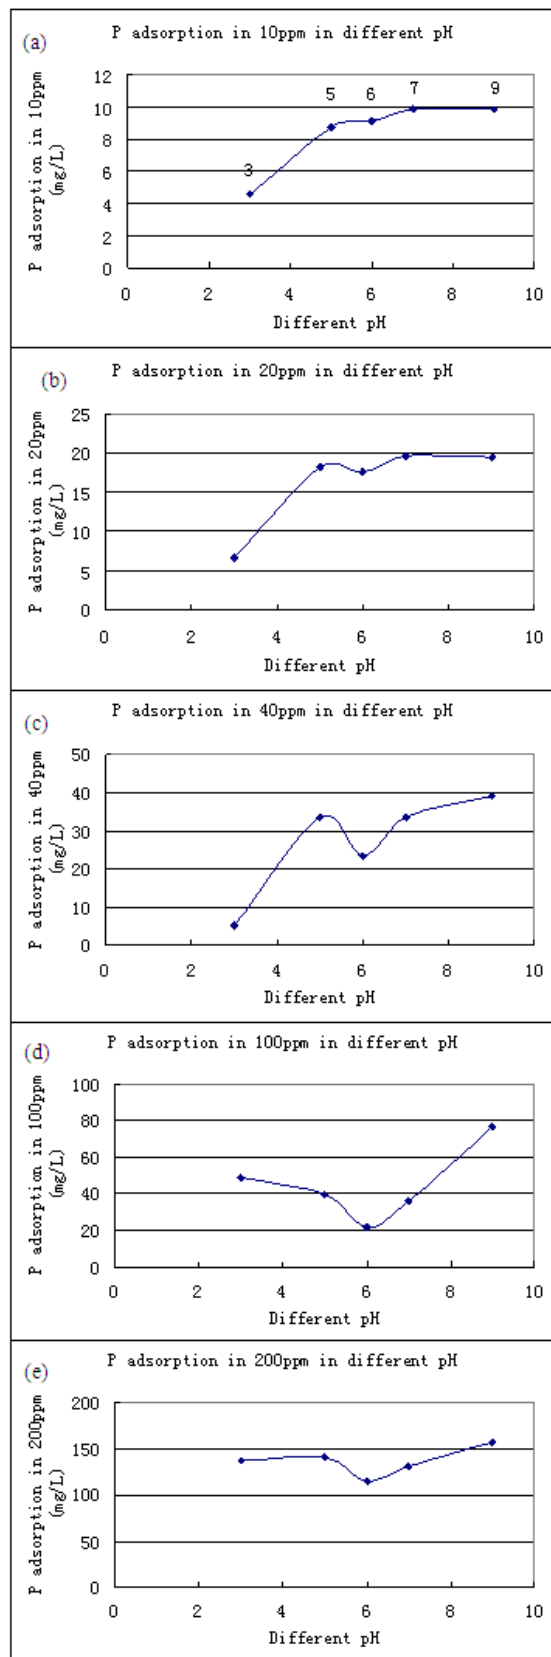 (a)
P adsorption in 10ppm in different pH
P adsorption in 10ppm
(mg/L)
12
10
8
6
4
2
0
3
5
6
7
9
0 2 4 6 8 10
Different pH
(b)
P adsorption in 20ppm in different pH
P adsorption in 20ppm
(mg/L)
25
20
15
10
5
0
0 2 4 6 8 10
Different pH
(c)
P adsorption in 40ppm in different pH
P adsorption in 40ppm
(mg/L)
50
40
30
20
10
0
0 2 4 6 8 10
Different pH
(d)
P adsorption in 100ppm in different pH
P adsorption in 100ppm
(mg/L)
100
80
60
40
20
0
0 2 4 6 8 10
Different pH
(e)
P adsorption in 200ppm in different pH
P adsorption in 200ppm
(mg/L)
200
150
100
50
0
0 2 4 6 8 10
Different pH